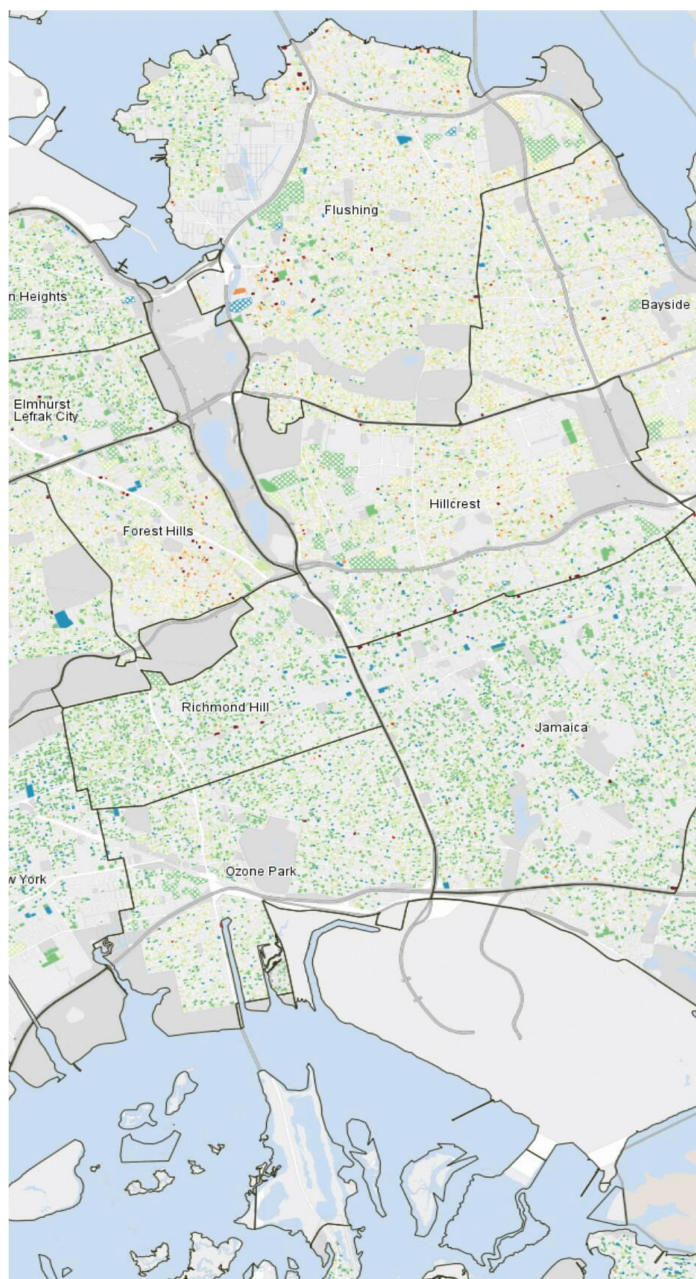 Flushing
n Heights
Bayside
Elmhurst
Lefrak City
Hillcrest
Forest Hills
Richmond Hill
Jamaica
Ozone Park
w York